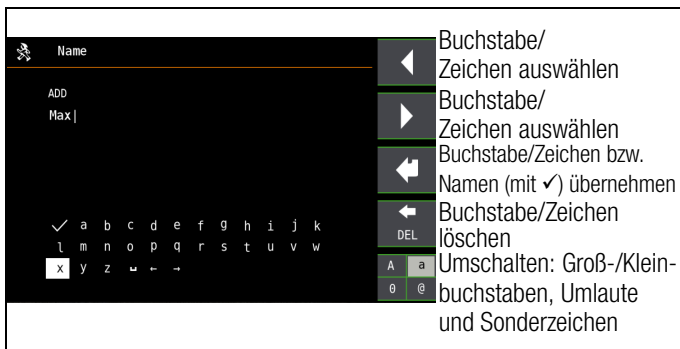 Name
ADD
Max|
✓ a b c d e f g h i j k
l m n o p q r s t u v w
x y z ␣ ← →
DEL
A a
0 @
Buchstabe/
Zeichen auswählen
Buchstabe/
Zeichen auswählen
Buchstabe/Zeichen bzw.
Namen (mit ✓) übernehmen
Buchstabe/Zeichen
löschen
Umschalten: Groß-/Klein-
buchstaben, Umlaute
und Sonderzeichen